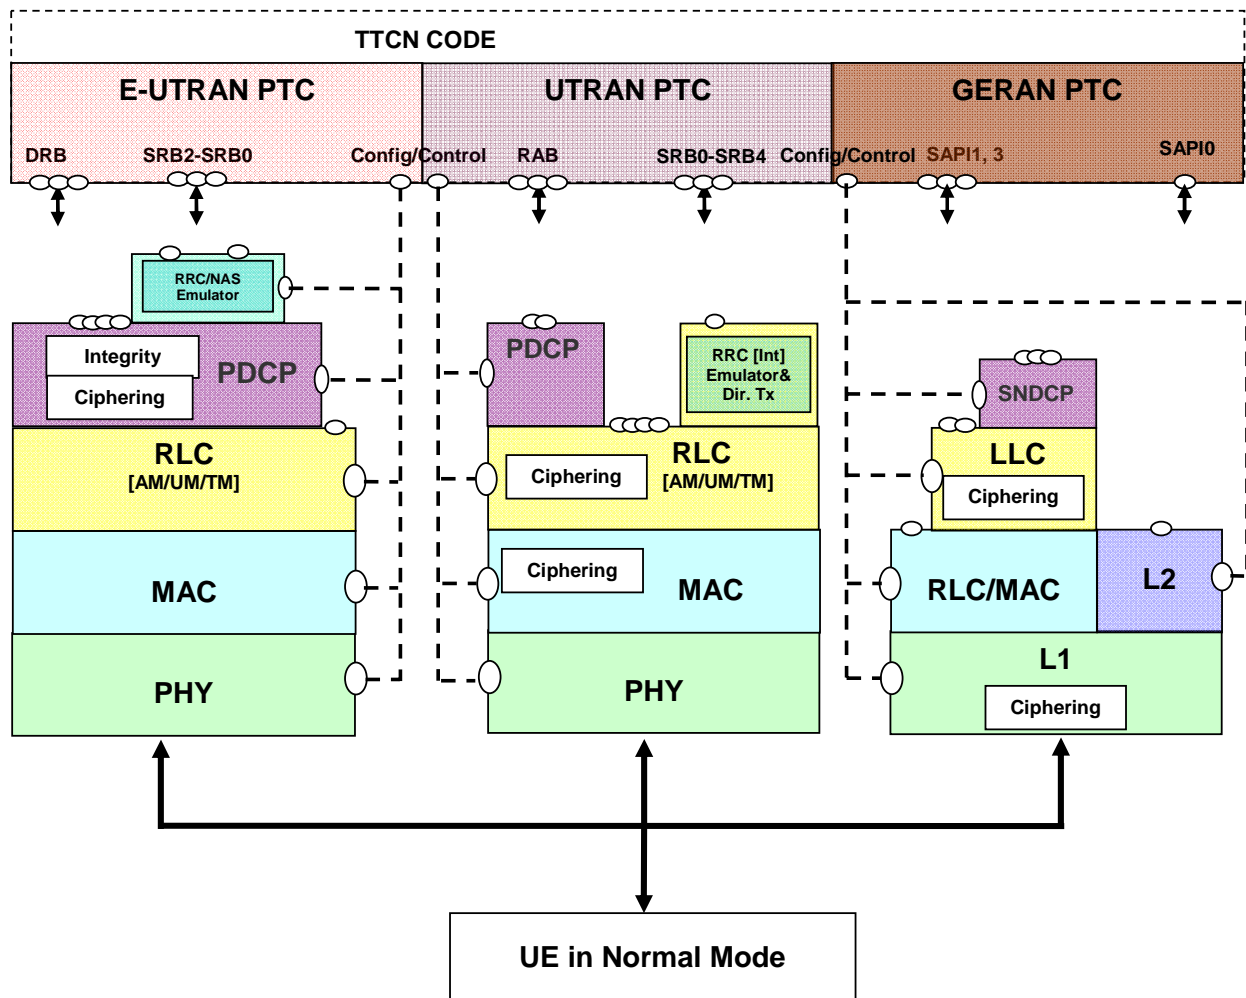 TTCN CODE
E-UTRAN PTC
UTRAN PTC
GERAN PTC
DRB
SRB2-SRB0
Config/Control
RAB
SRB0-SRB4
Config/Control
SAPI1, 3
SAPI0
RRC/NAS
Emulator
Integrity
Ciphering
PDCP
RLC
[AM/UM/TM]
MAC
PHY
PDCP
RRC [Int]
Emulator&
Dir. Tx
RLC
[AM/UM/TM]
Ciphering
Ciphering
MAC
PHY
SNDCP
LLC
Ciphering
RLC/MAC
L2
L1
Ciphering
UE in Normal Mode